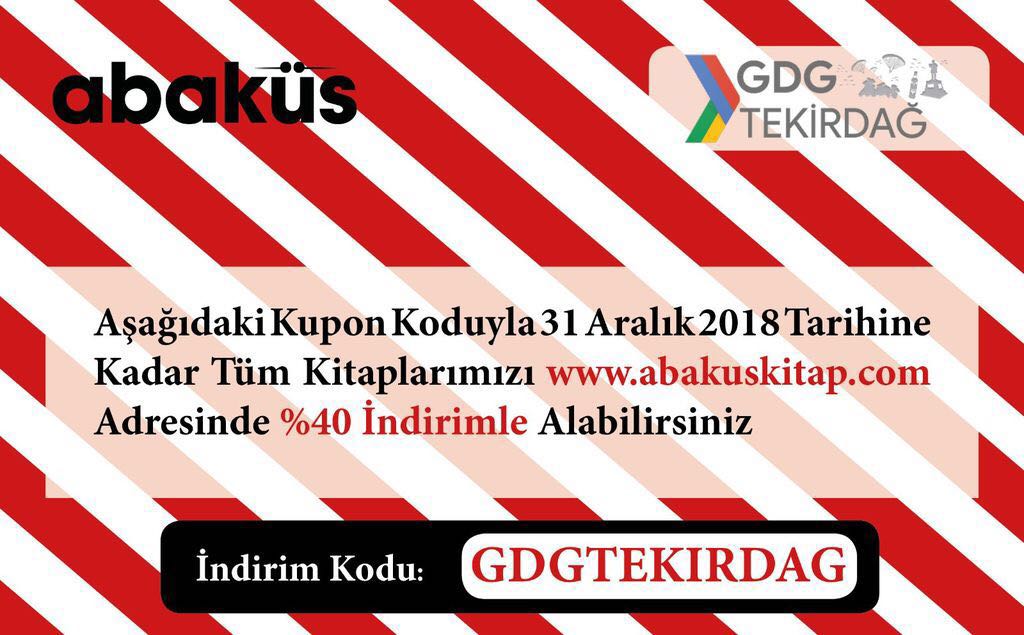 abaküs
GDG
TEKİRDAĞ
Aşağıdaki Kupon Koduyla 31 Aralık 2018 Tarihine
Kadar Tüm Kitaplarımızı www.abakuskitap.com
Adresinde %40 İndirimle Alabilirsiniz
İndirim Kodu: GDGTEKIRDAG